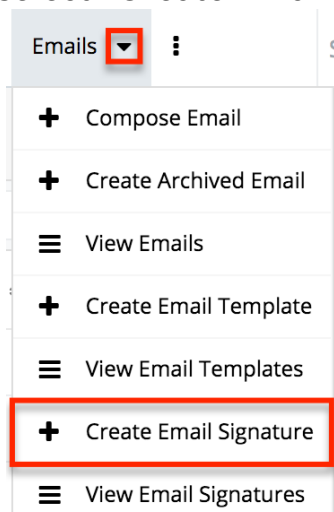 Emails
Compose Email
Create Archived Email
View Emails
Create Email Template
View Email Templates
Create Email Signature
View Email Signatures